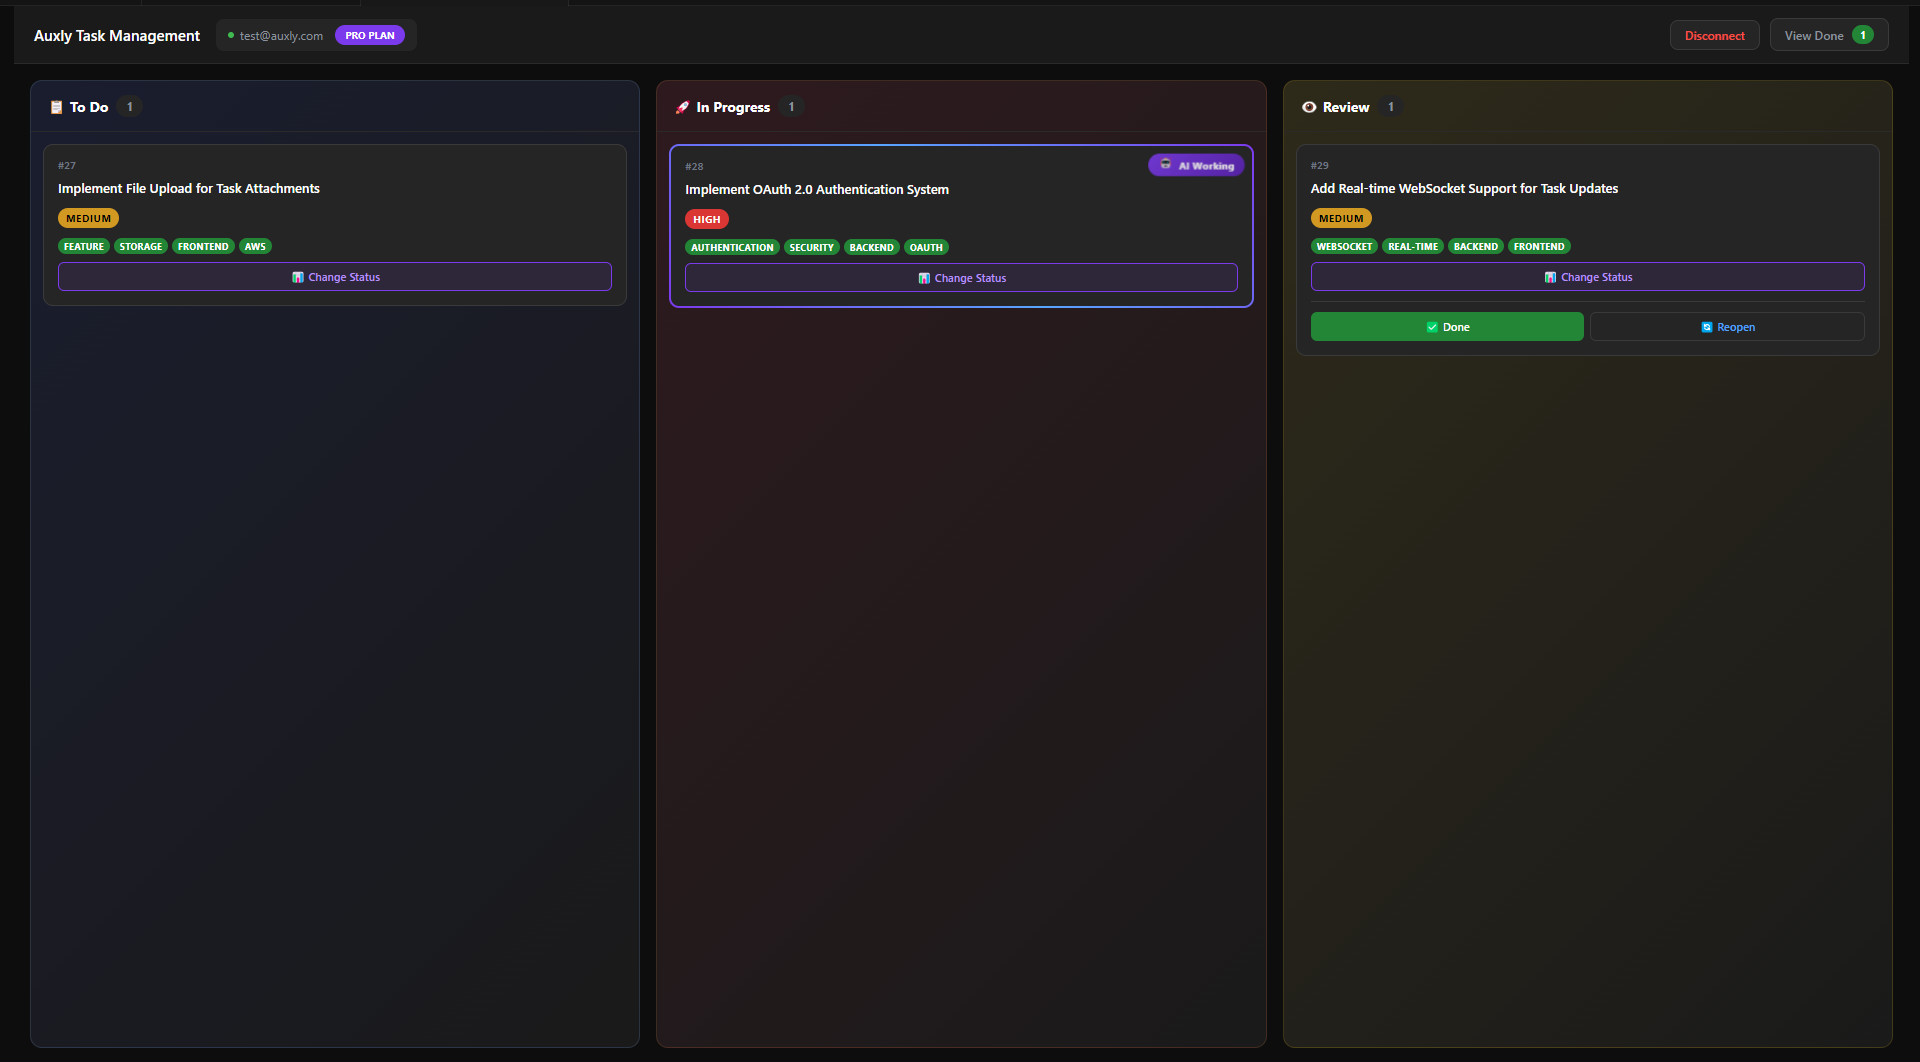 Auxly Task Management
test@auxly.com
PRO PLAN
Disconnect
View Done 1
To Do 1
#27
Implement File Upload for Task Attachments
MEDIUM
FEATURE STORAGE FRONTEND AWS
Change Status
In Progress 1
#28
AI Working
Implement OAuth 2.0 Authentication System
HIGH
AUTHENTICATION SECURITY BACKEND OAUTH
Change Status
Review 1
#29
Add Real-time WebSocket Support for Task Updates
MEDIUM
WEBSOCKET REAL-TIME BACKEND FRONTEND
Change Status
Done
Reopen